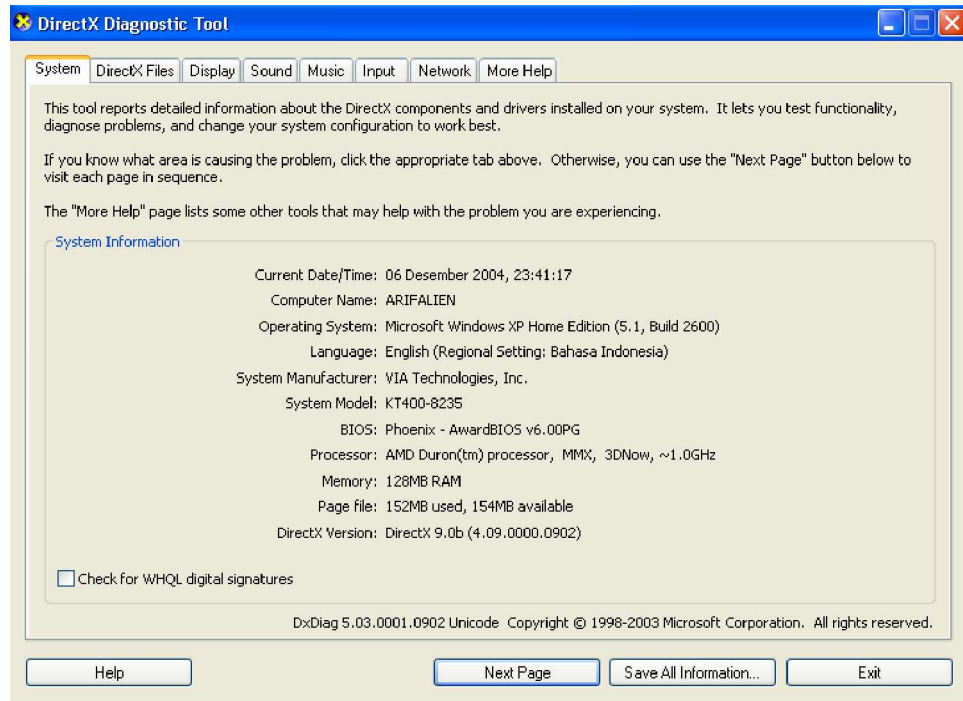 DirectX Diagnostic Tool
System DirectX Files Display Sound Music Input Network More Help
This tool reports detailed information about the DirectX components and drivers installed on your system. It lets you test functionality,
diagnose problems, and change your system configuration to work best.
If you know what area is causing the problem, click the appropriate tab above. Otherwise, you can use the "Next Page" button below to
visit each page in sequence.
The "More Help" page lists some other tools that may help with the problem you are experiencing.
System Information
Current Date/Time: 06 Desember 2004, 23:41:17
Computer Name: ARIFALIEN
Operating System: Microsoft Windows XP Home Edition (5.1, Build 2600)
Language: English (Regional Setting: Bahasa Indonesia)
System Manufacturer: VIA Technologies, Inc.
System Model: KT400-8235
BIOS: Phoenix - AwardBIOS v6.00PG
Processor: AMD Duron(tm) processor, MMX, 3DNow, ~1.0GHz
Memory: 128MB RAM
Page file: 152MB used, 154MB available
DirectX Version: DirectX 9.0b (4.09.0000.0902)
Check for WHQL digital signatures
DxDiag 5.03.0001.0902 Unicode Copyright © 1998-2003 Microsoft Corporation. All rights reserved.
Help Next Page Save All Information... Exit